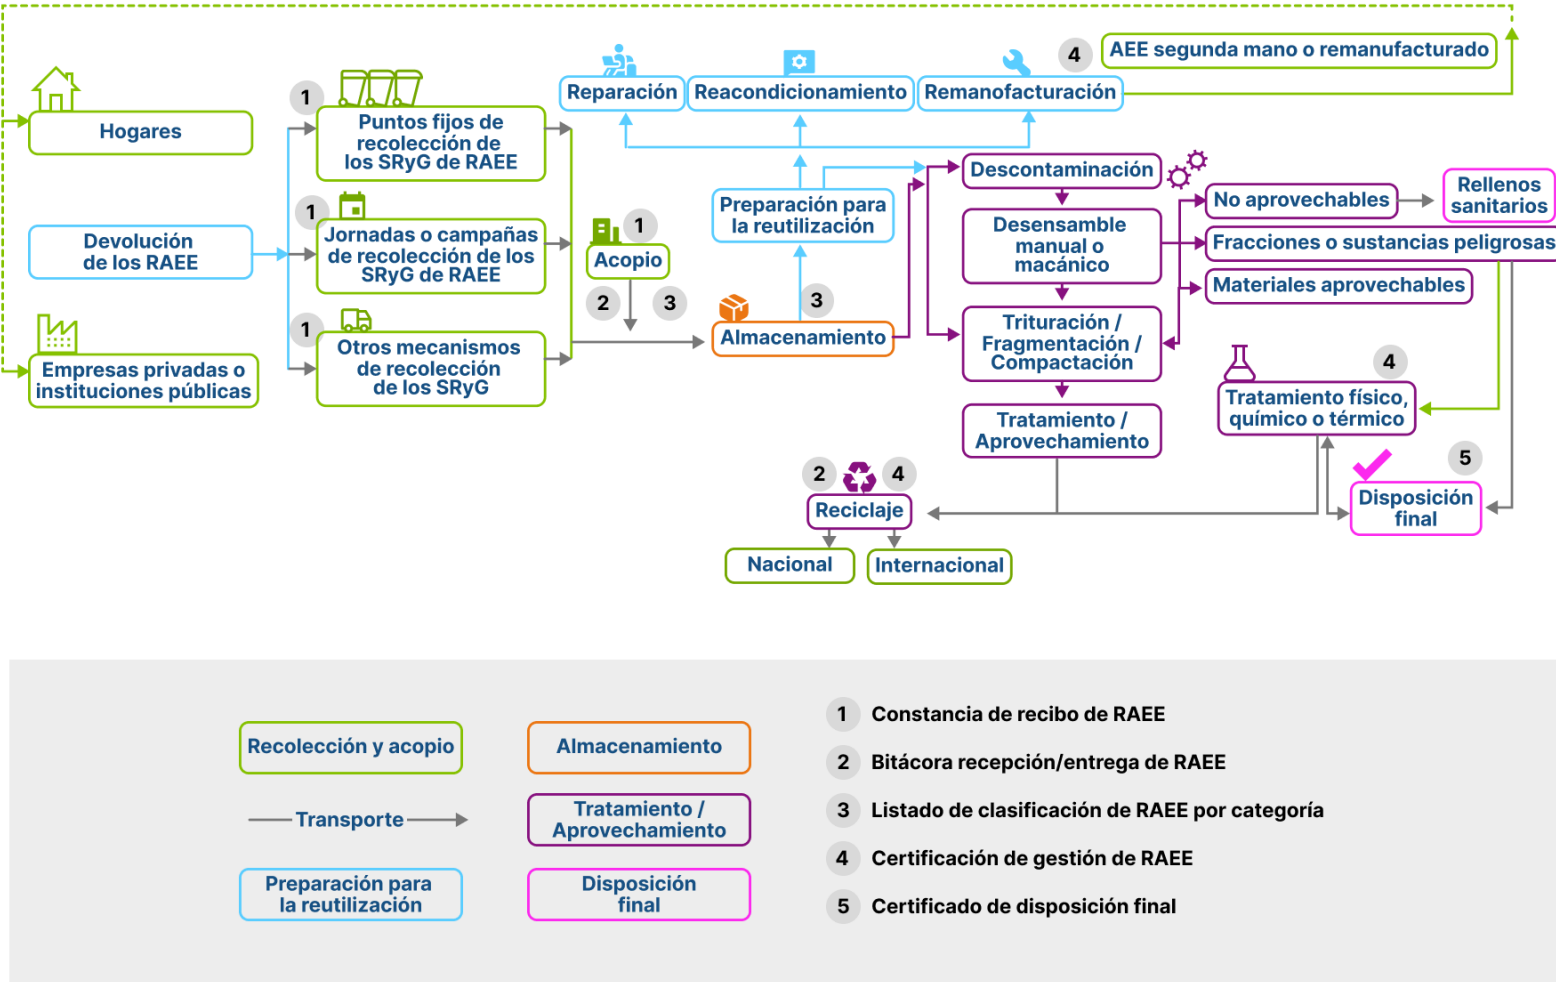 4
AEE segunda mano o remanufacturado
Reparación
Reacondicionamiento
Remanofacturación
1
Hogares
Puntos fijos de
recolección de
los SRyG de RAEE
Descontaminación
No aprovechables
Rellenos
sanitarios
1
Preparación para
la reutilización
Devolución
de los RAEE
Jornadas o campañas
de recolección de los
SRyG de RAEE
1
Acopio
2
3
Desensamble
manual o
macánico
Fracciones o sustancias peligrosas
Materiales aprovechables
3
Almacenamiento
1
Otros mecanismos
de recolección
de los SRyG
Trituración /
Fragmentación /
Compactación
Empresas privadas o
instituciones públicas
4
Tratamiento físico,
químico o térmico
Tratamiento /
Aprovechamiento
2
4
Reciclaje
5
Disposición
final
Nacional
Internacional
Recolección y acopio
Almacenamiento
Transporte
Tratamiento /
Aprovechamiento
Preparación para
la reutilización
Disposición
final
1 Constancia de recibo de RAEE
2 Bitácora recepción/entrega de RAEE
3 Listado de clasificación de RAEE por categoría
4 Certificación de gestión de RAEE
5 Certificado de disposición final